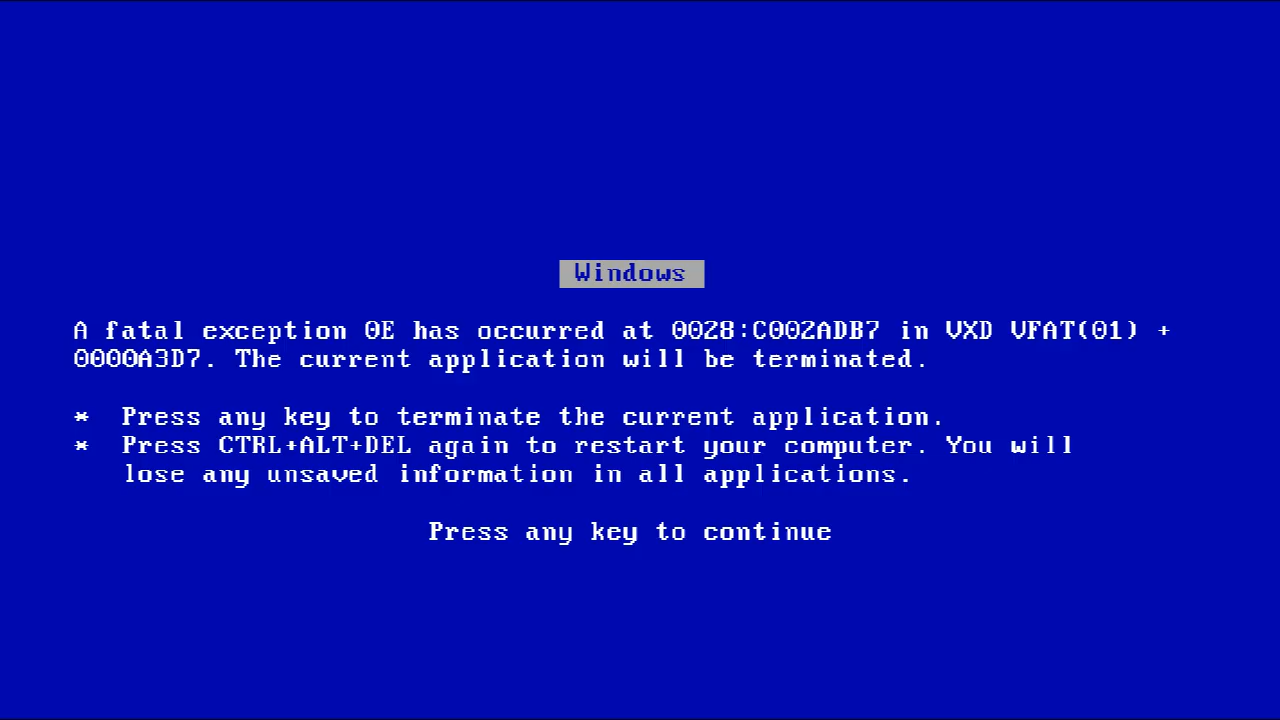 Windows
A fatal exception 0E has occurred at 0028:C002ADB7 in VXD VFAT(01) +
0000A3D7. The current application will be terminated.
* Press any key to terminate the current application.
* Press CTRL+ALT+DEL again to restart your computer. You will
lose any unsaved information in all applications.
Press any key to continue